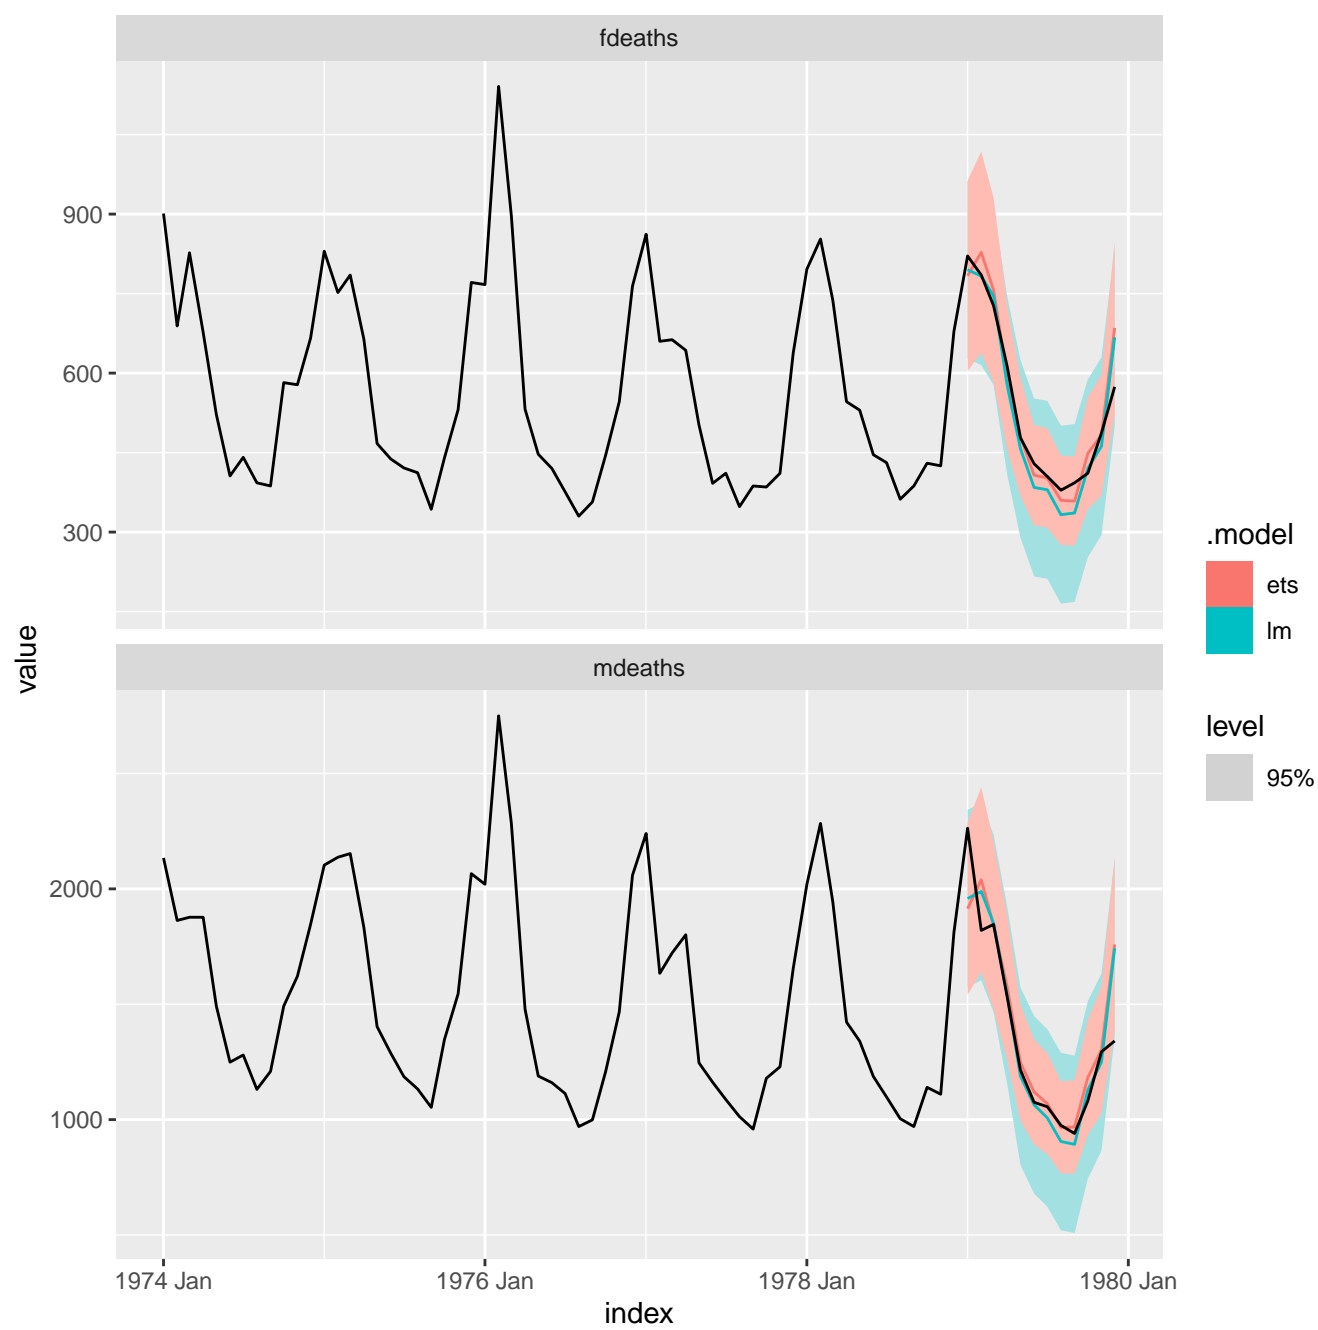 fdeaths
900
600
300
mdeaths
2000
1000
1974 Jan
1976 Jan
1978 Jan
1980 Jan
index
value
.model
ets
lm
level
95%